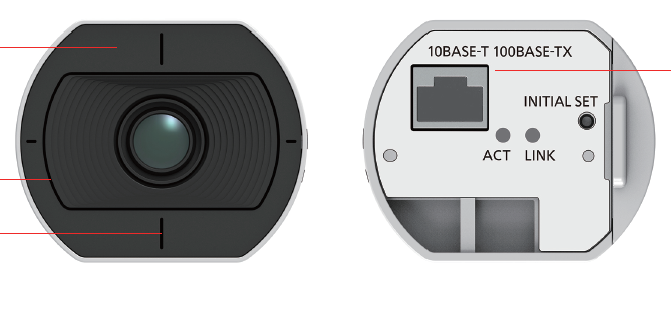 10BASE-T 100BASE-TX
INITIAL SET
ACT LINK